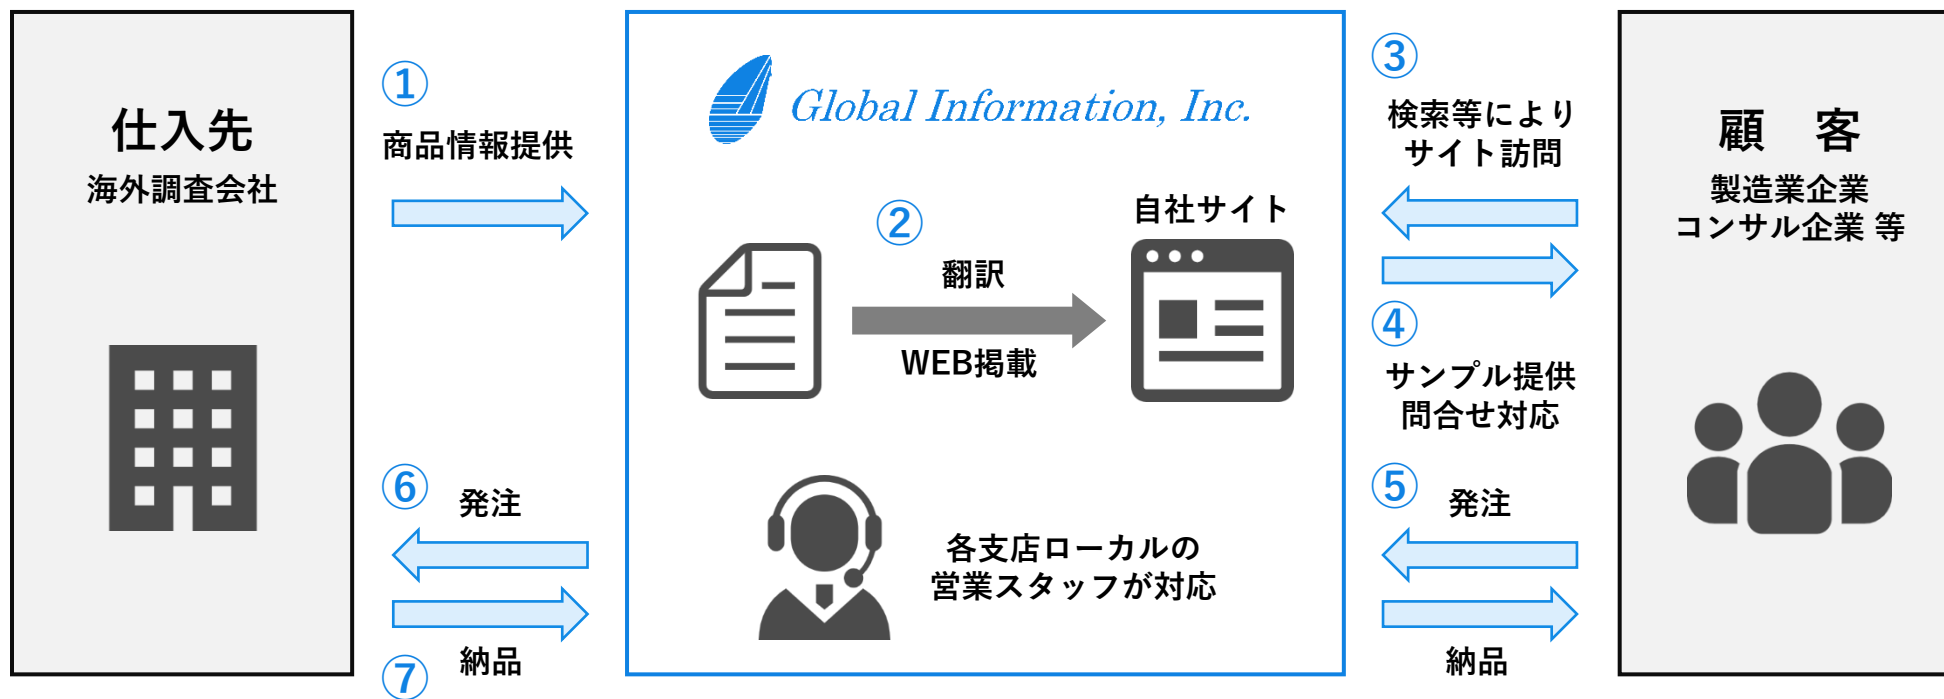 仕入先
海外調査会社
①
商品情報提供
⑥
発注
納品
⑦
Global Information, Inc.
②
翻訳
WEB掲載
自社サイト
各支店ローカルの
営業スタッフが対応
③
検索等により
サイト訪問
④
サンプル提供
問合せ対応
⑤
発注
納品
顧　客
製造業企業
コンサル企業 等